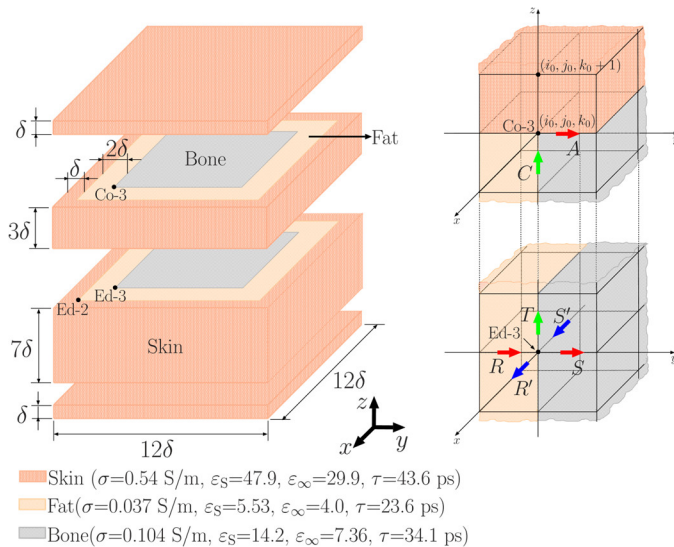 δ
2δ
δ
Bone
Fat
Co-3
3δ
Ed-2
Ed-3
7δ
Skin
δ
12δ
12δ
z
x
y
z
(i₀, j₀, k₀ + 1)
Co-3
(i₀, j₀, k₀)
A
C
x
z
T
S′
Ed-3
R
S
R′
x
Skin (σ=0.54 S/m, εS=47.9, ε∞=29.9, τ=43.6 ps)
Fat(σ=0.037 S/m, εS=5.53, ε∞=4.0, τ=23.6 ps)
Bone(σ=0.104 S/m, εS=14.2, ε∞=7.36, τ=34.1 ps)